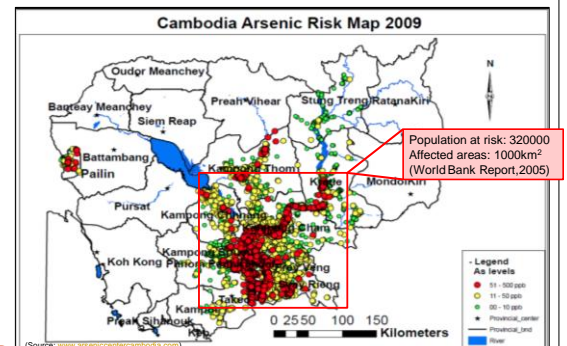 Cambodia Arsenic Risk Map 2009
Oudor Meanchey
N
Banteay Meanchey
Preah Vihear
Stung Treng
RatanaKiri
Siem Reap
Population at risk: 320000
Affected areas: 1000km²
(World Bank Report,2005)
Battambang
Pailin
Kampong Thom
MondolKiri
Pursat
Kampong Chhnang
Cham
Koh Kong
Veng
Rieng
Takeo
Preah Sihanouk
Kep
0 25 50 100 150
Kilometers
- Legend
As levels
51 - 500 ppb
11 - 50 ppb
00 - 10 ppb
Provincial_center
Provincial_bnd
River
(Source: www.arseniccentercambodia.com)